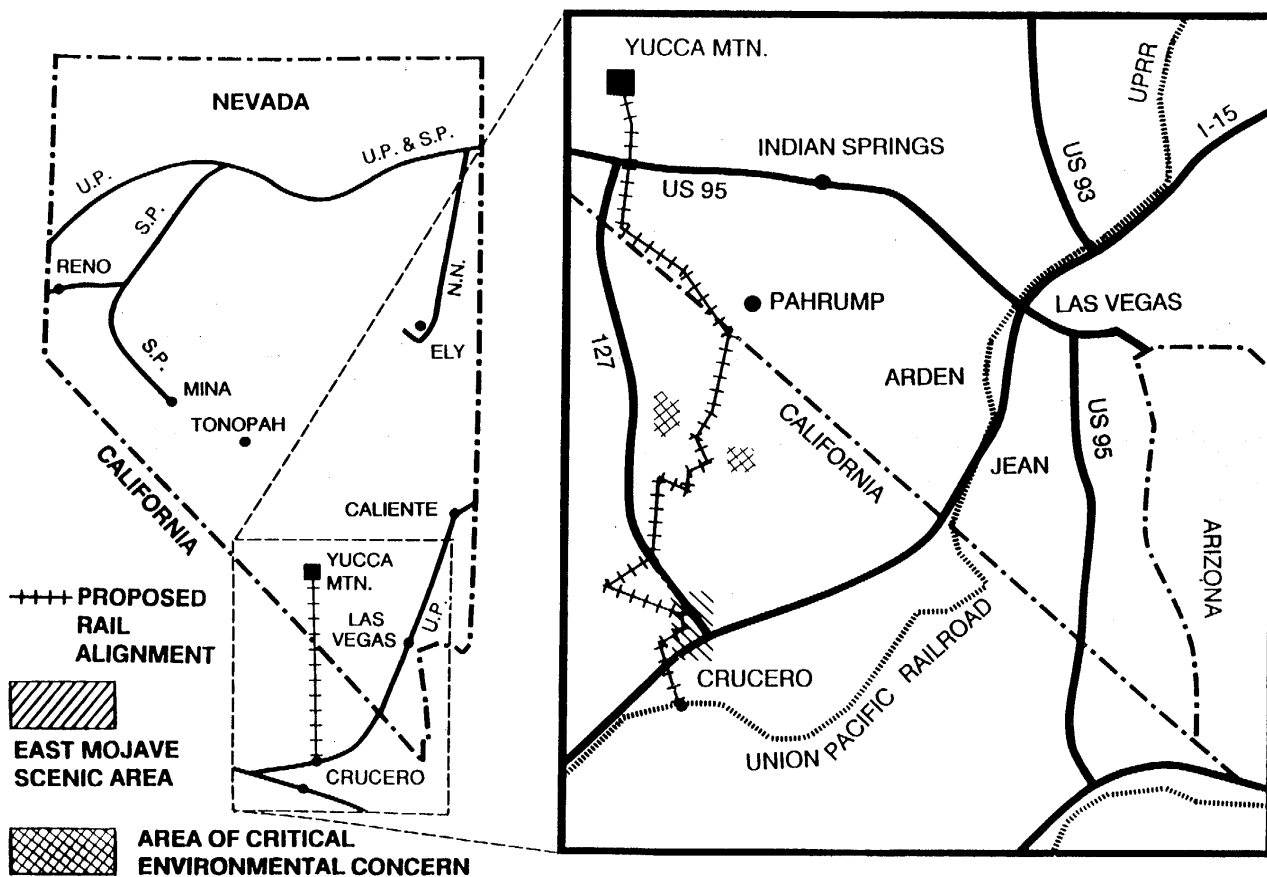 NEVADA
U.P. & S.P.
U.P.
S.P.
RENO
N.N.
ELY
S.P.
MINA
TONOPAH
CALIFORNIA
CALIENTE
YUCCA
MTN.
LAS
VEGAS
U.P.
CRUCERO
PROPOSED
RAIL
ALIGNMENT
EAST MOJAVE
SCENIC AREA
AREA OF CRITICAL
ENVIRONMENTAL CONCERN
YUCCA MTN.
UPRR
I-15
INDIAN SPRINGS
US 93
US 95
PAHRUMP
LAS VEGAS
127
ARDEN
CALIFORNIA
US 95
JEAN
ARIZONA
CRUCERO
UNION PACIFIC RAILROAD